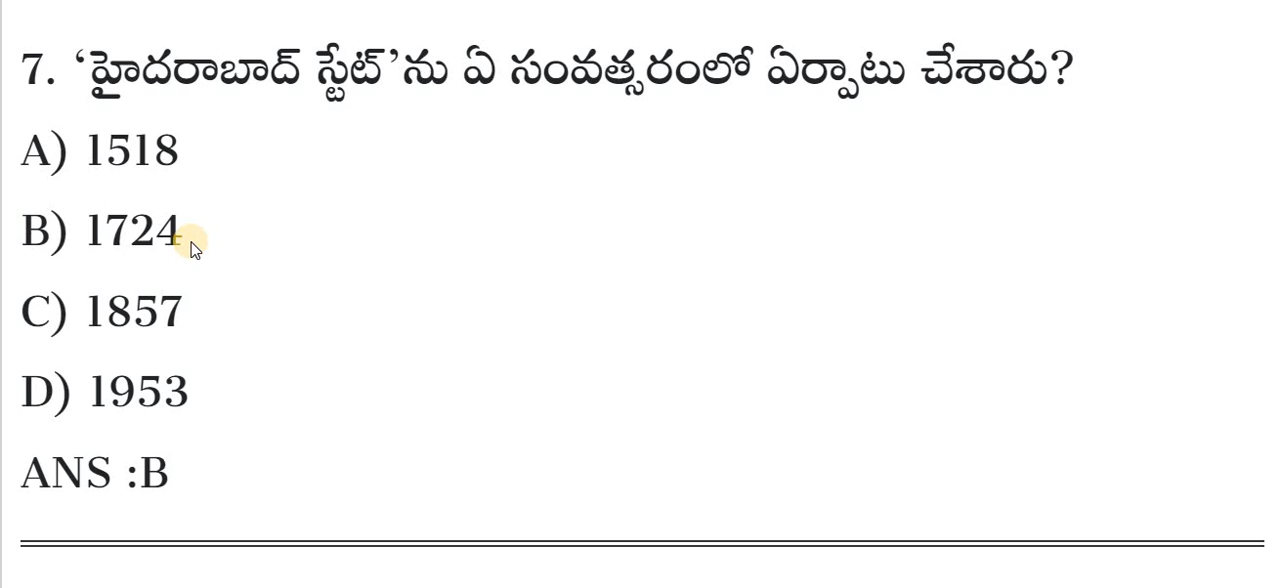 7. ‘హైదరాబాద్ స్టేట్’ను ఏ సంవత్సరంలో ఏర్పాటు చేశారు?
A) 1518
B) 1724
C) 1857
D) 1953
ANS :B